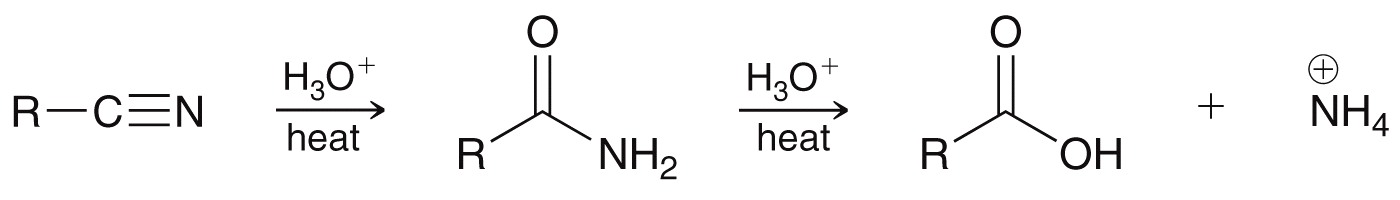 R—C≡N
H₃O⁺
heat
O
R
NH₂
H₃O⁺
heat
O
R
OH
+
⊕
NH₄